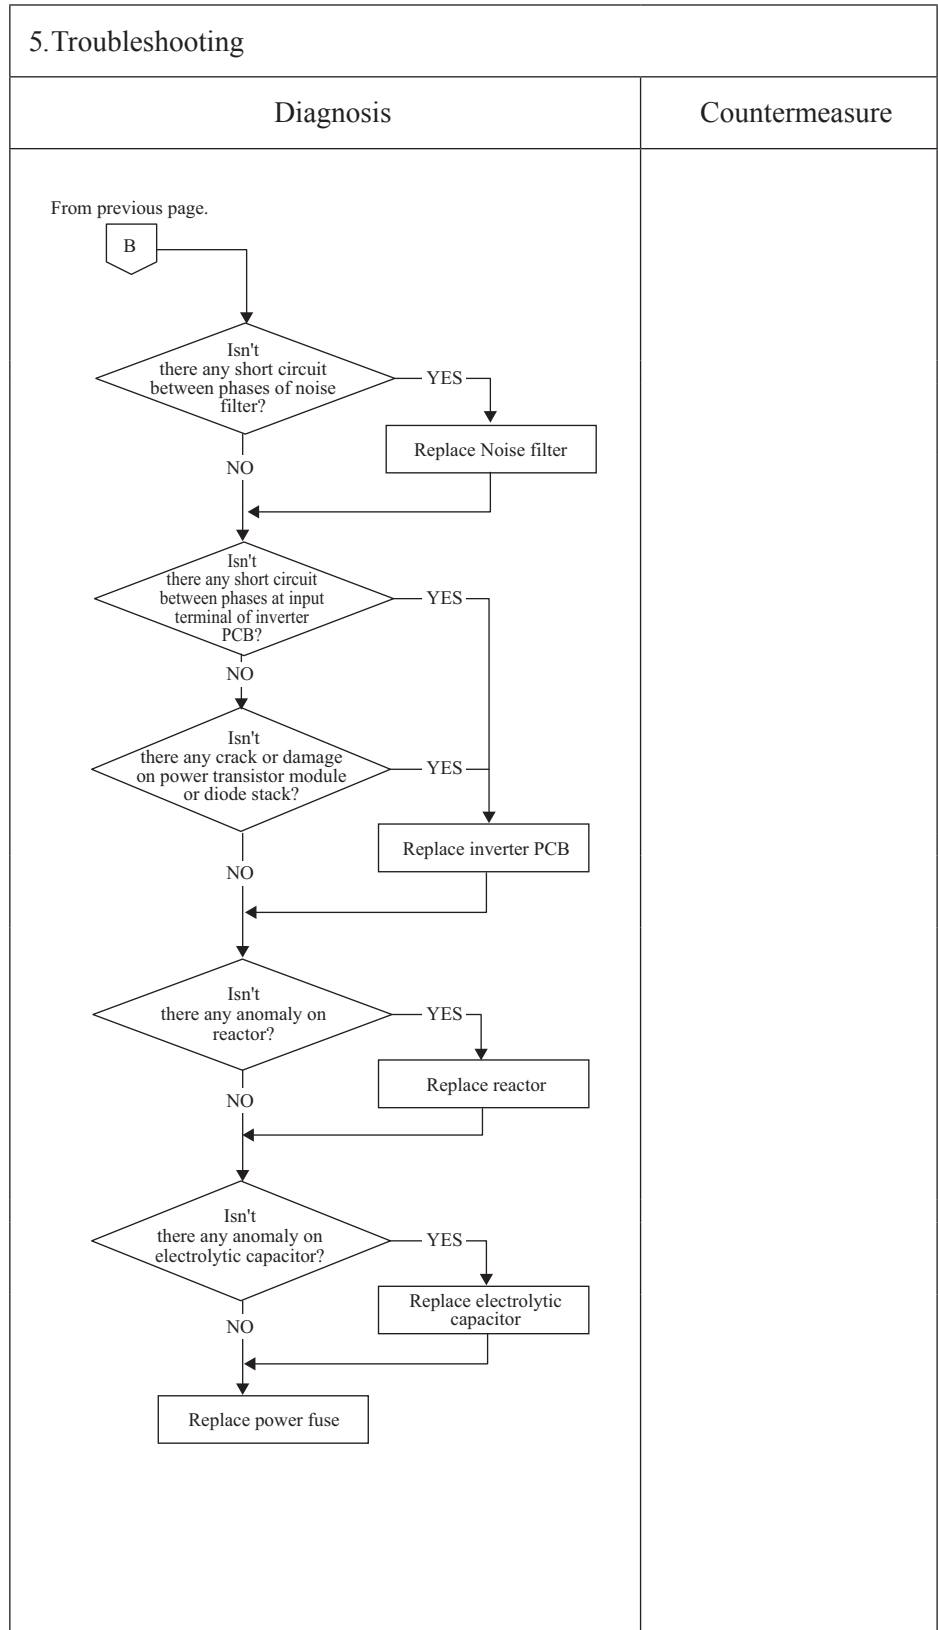 5.Troubleshooting
Diagnosis
Countermeasure
From previous page.
B
Isn't
there any short circuit
between phases of noise
filter?
YES
Replace Noise filter
NO
Isn't
there any short circuit
between phases at input
terminal of inverter
PCB?
YES
NO
Isn't
there any crack or damage
on power transistor module
or diode stack?
YES
Replace inverter PCB
NO
Isn't
there any anomaly on
reactor?
YES
Replace reactor
NO
Isn't
there any anomaly on
electrolytic capacitor?
YES
Replace electrolytic
capacitor
NO
Replace power fuse